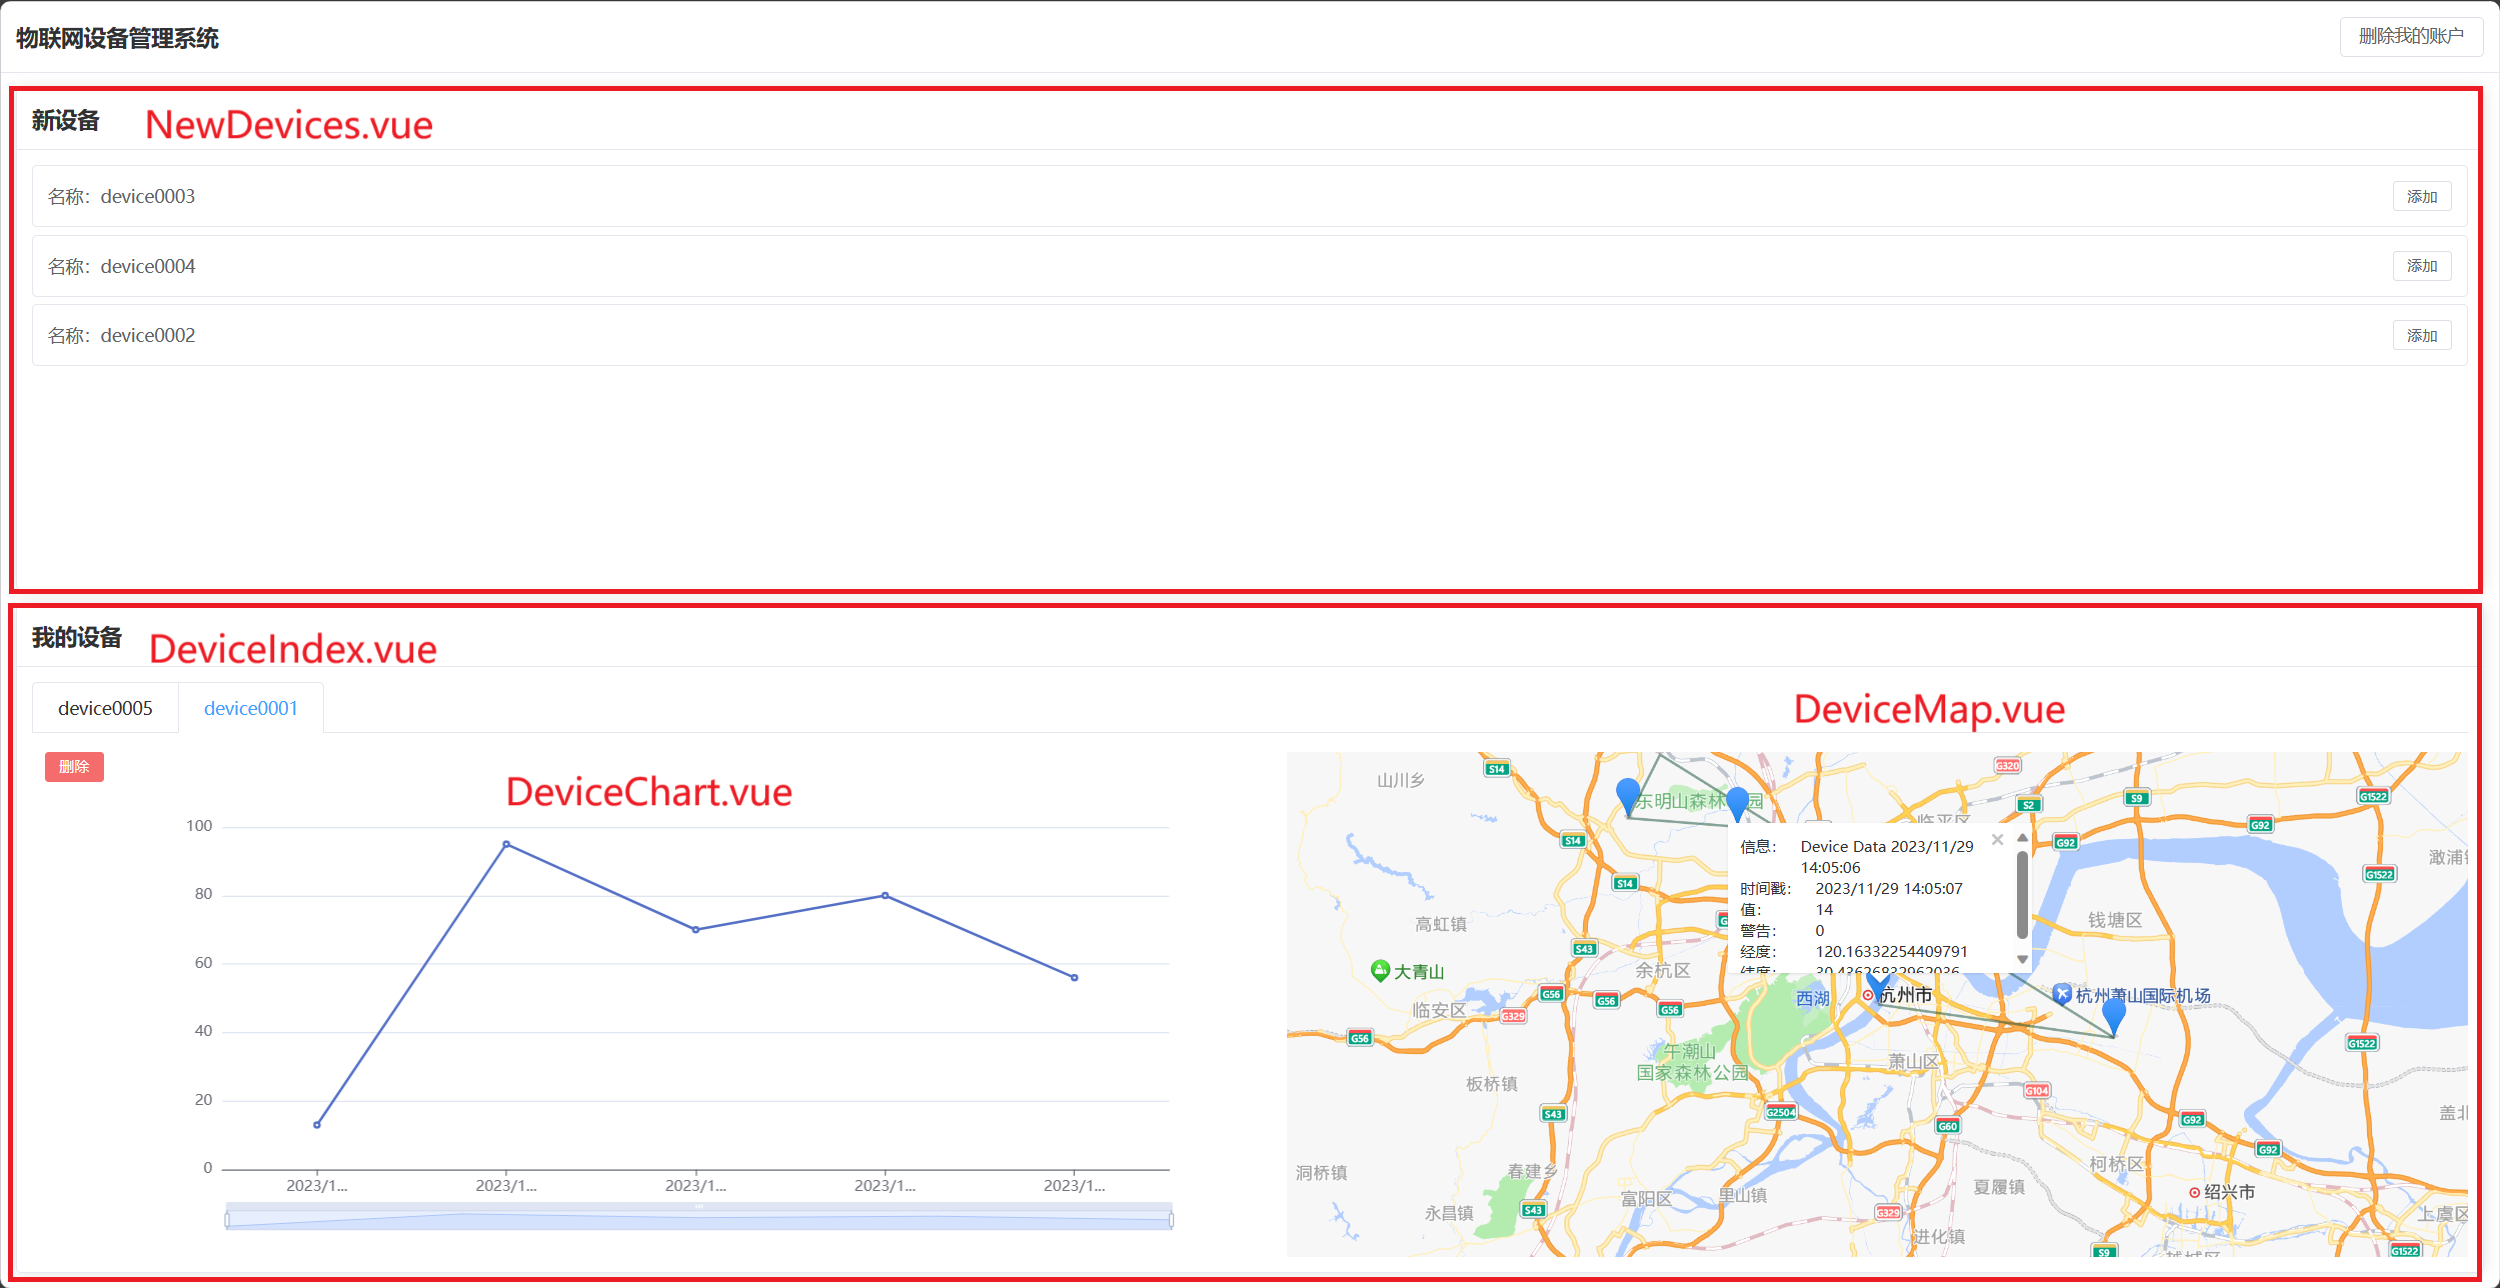 物联网设备管理系统
删除我的账户
新设备
NewDevices.vue
名称：device0003
添加
名称：device0004
添加
名称：device0002
添加
我的设备
DeviceIndex.vue
device0005
device0001
DeviceMap.vue
删除
DeviceChart.vue
100
80
60
40
20
0
2023/1...
2023/1...
2023/1...
2023/1...
2023/1...
山川乡
S14
G320
S2
S9
G1522
东明山森林公园
临平区
G92
G92
S14
信息：
Device Data 2023/11/29
14:05:06
时间戳：
2023/11/29 14:05:07
值：
14
警告：
0
经度：
120.16332254409791
纬度：
30.43626832962036
澉浦镇
G1522
S14
高虹镇
钱塘区
S43
大青山
余杭区
G56
G56
G56
临安区
G329
西湖
杭州市
杭州萧山国际机场
G56
G1522
午潮山
国家森林公园
萧山区
板桥镇
G104
S43
G2504
G60
G92
盖北
G92
洞桥镇
春建乡
柯桥区
富阳区
里山镇
夏履镇
绍兴市
永昌镇
S43
G329
上虞区
进化镇
S9
越城区
G1522